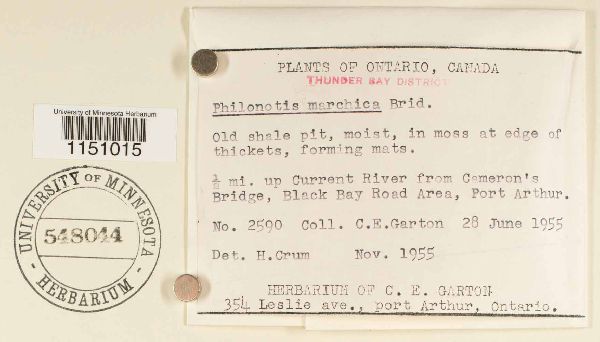 PLANTS OF ONTARIO, CANADA
THUNDER BAY DISTRICT
Philonotis marchica Brid.
Old shale pit, moist, in moss at edge of
thickets, forming mats.
½ mi. up Current River from Cameron's
Bridge, Black Bay Road Area, Port Arthur.
No. 2590 Coll. C.E.Garton 28 June 1955
Det. H.Crum Nov. 1955
HERBARIUM OF C. E. GARTON
354 Leslie ave., port Arthur, Ontario.
University of Minnesota Herbarium
1151015
UNIVERSITY OF MINNESOTA
548044
- HERBARIUM -